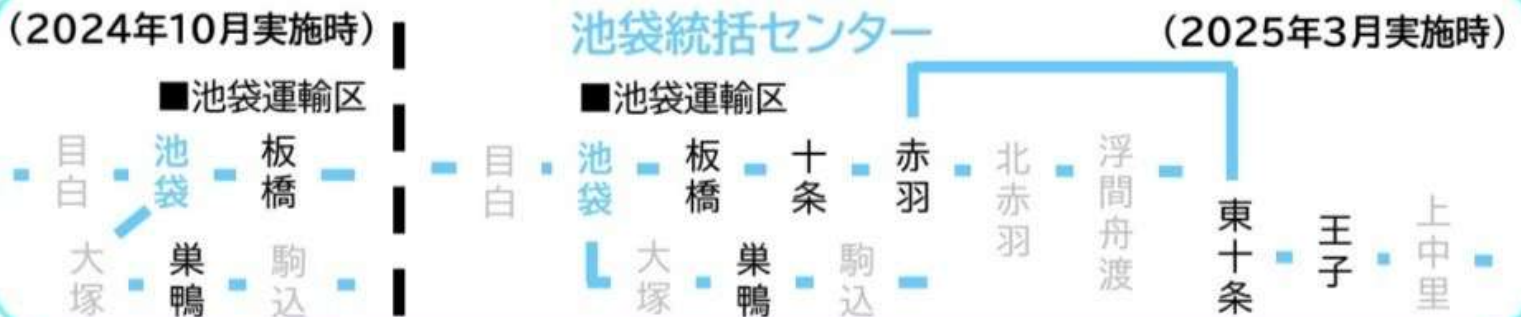 （2024年10月実施時）
■池袋運輸区
目白
池袋
板橋
大塚
巣鴨
駒込
池袋統括センター
（2025年3月実施時）
■池袋運輸区
目白
池袋
板橋
十条
赤羽
北赤羽
浮間舟渡
大塚
巣鴨
駒込
東十条
王子
上中里